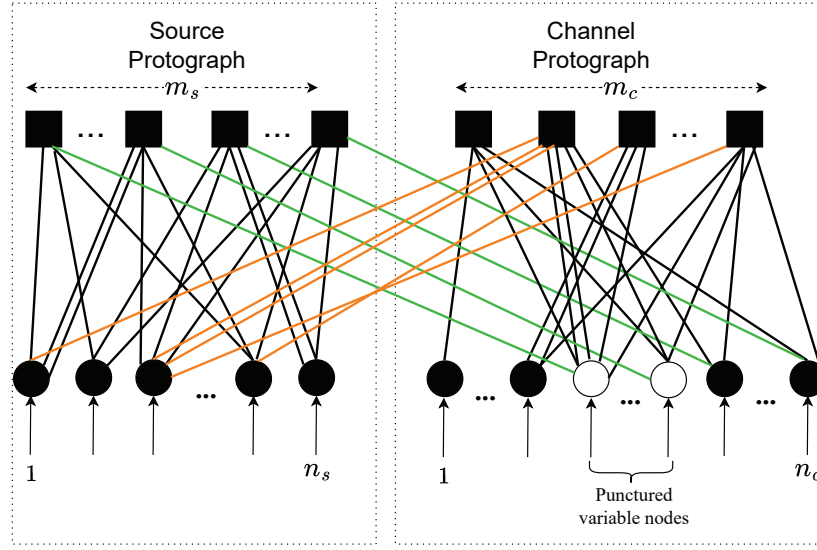 Source
Protograph
m_s
... ...
Channel
Protograph
m_c
...
...
1
n_s
... ... ...
1
n_c
Punctured
variable nodes